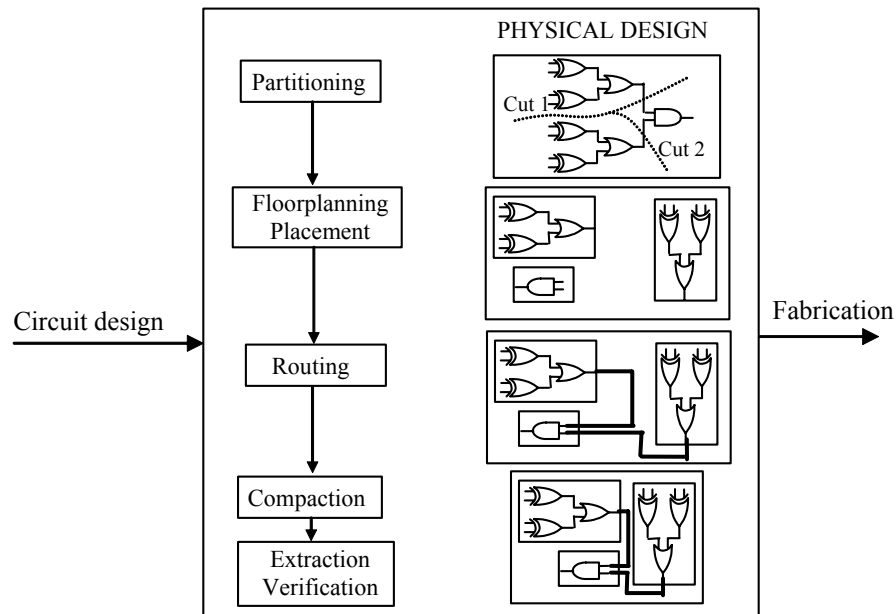 PHYSICAL DESIGN
Partitioning
Cut 1
Cut 2
Floorplanning
Placement
Circuit design
Fabrication
Routing
Compaction
Extraction
Verification